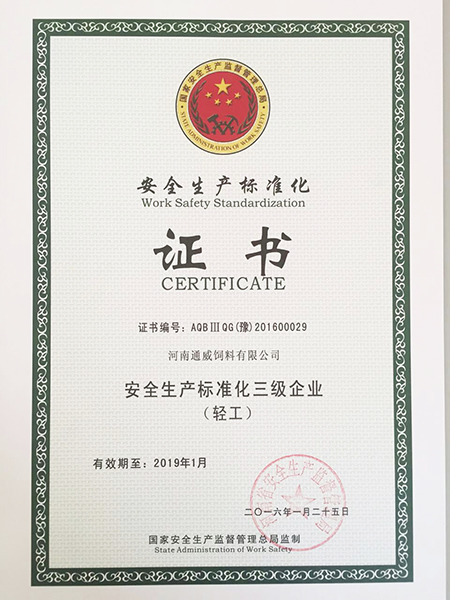 国家安全生产监督管理总局
STATE ADMINISTRATION OF WORK SAFETY
安全生产标准化
Work Safety Standardization
证书
CERTIFICATE
证书编号：AQBⅢQG(豫)201600029
河南通威饲料有限公司
安全生产标准化三级企业
（轻工）
有效期至：2019年1月
二〇一六年一月二十五日
国家安全生产监督管理总局监制
State Administration of Work Safety